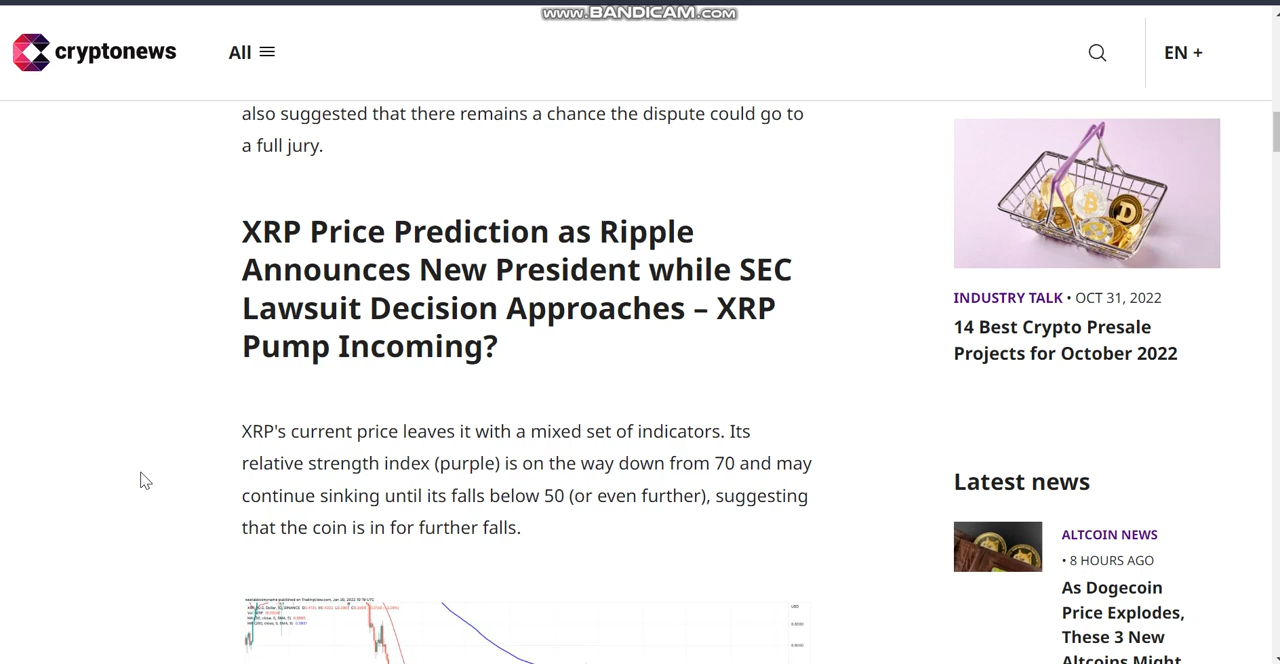 www.BANDICAM.com
cryptonews
All
EN +
also suggested that there remains a chance the dispute could go to
a full jury.
XRP Price Prediction as Ripple
Announces New President while SEC
Lawsuit Decision Approaches – XRP
Pump Incoming?
XRP's current price leaves it with a mixed set of indicators. Its
relative strength index (purple) is on the way down from 70 and may
continue sinking until its falls below 50 (or even further), suggesting
that the coin is in for further falls.
INDUSTRY TALK • OCT 31, 2022
14 Best Crypto Presale
Projects for October 2022
Latest news
ALTCOIN NEWS
• 8 HOURS AGO
As Dogecoin
Price Explodes,
These 3 New
Altcoins Might
USD